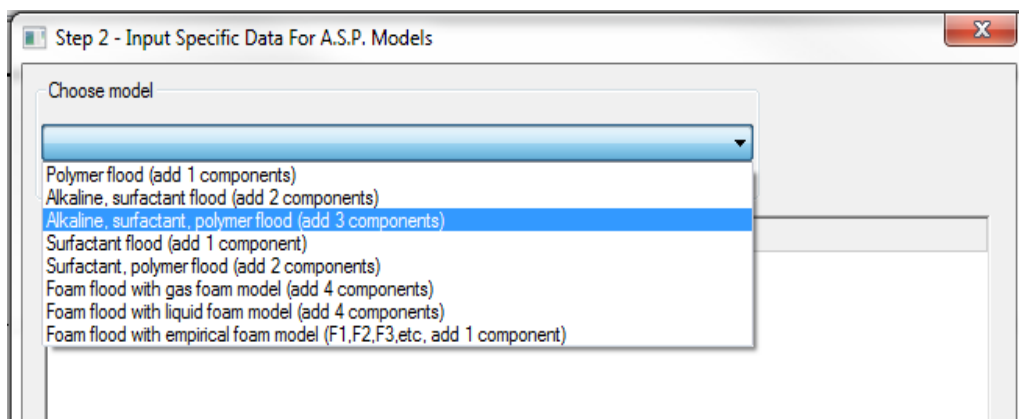 Step 2 - Input Specific Data For A.S.P. Models
Choose model
Polymer flood (add 1 components)
Alkaline, surfactant flood (add 2 components)
Alkaline, surfactant, polymer flood (add 3 components)
Surfactant flood (add 1 component)
Surfactant, polymer flood (add 2 components)
Foam flood with gas foam model (add 4 components)
Foam flood with liquid foam model (add 4 components)
Foam flood with empirical foam model (F1,F2,F3,etc, add 1 component)